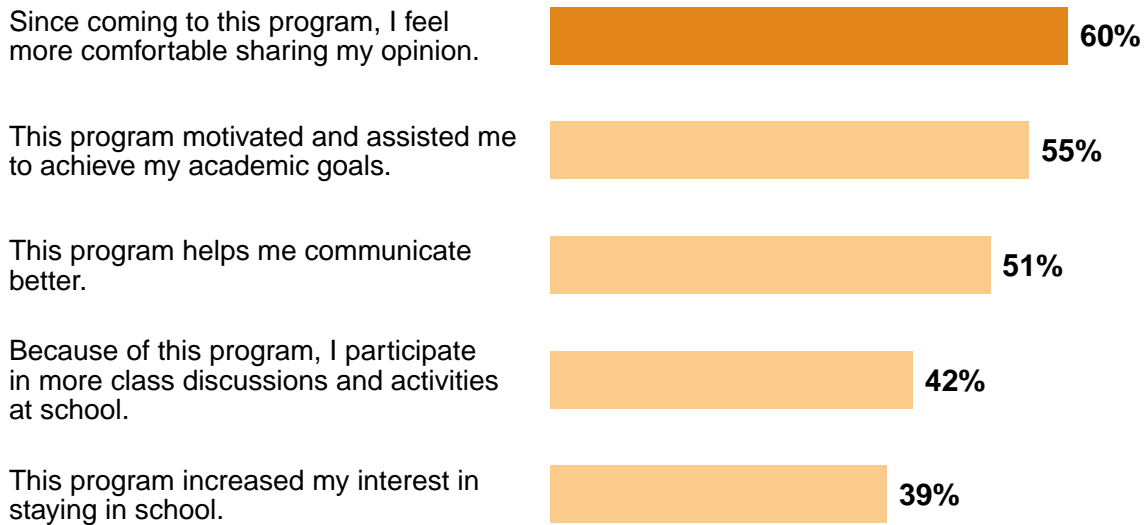 Since coming to this program, I feel
more comfortable sharing my opinion.
60%
This program motivated and assisted me
to achieve my academic goals.
55%
This program helps me communicate
better.
51%
Because of this program, I participate
in more class discussions and activities
at school.
42%
This program increased my interest in
staying in school.
39%